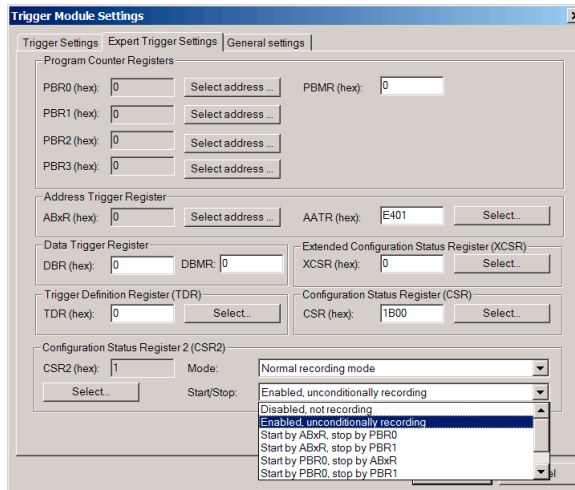 Trigger Module Settings
Trigger Settings Expert Trigger Settings General settings
Program Counter Registers
PBR0 (hex): 0 Select address ... PBMR (hex): 0
PBR1 (hex): 0 Select address ...
PBR2 (hex): 0 Select address ...
PBR3 (hex): 0 Select address ...
Address Trigger Register
ABxR (hex): 0 Select address ... AATR (hex): E401 Select...
Data Trigger Register Extended Configuration Status Register (XCSR)
DBR (hex): 0 DBMR: 0 XCSR (hex): 0 Select...
Trigger Definition Register (TDR) Configuration Status Register (CSR)
TDR (hex): 0 Select... CSR (hex): 1B00 Select...
Configuration Status Register 2 (CSR2)
CSR2 (hex): 1 Mode: Normal recording mode
Select... Start/Stop: Enabled, unconditionally recording
Disabled, not recording
Enabled, unconditionally recording
Start by ABxR, stop by PBR0
Start by ABxR, stop by PBR1
Start by PBR0, stop by ABxR
Start by PBR0, stop by PBR1